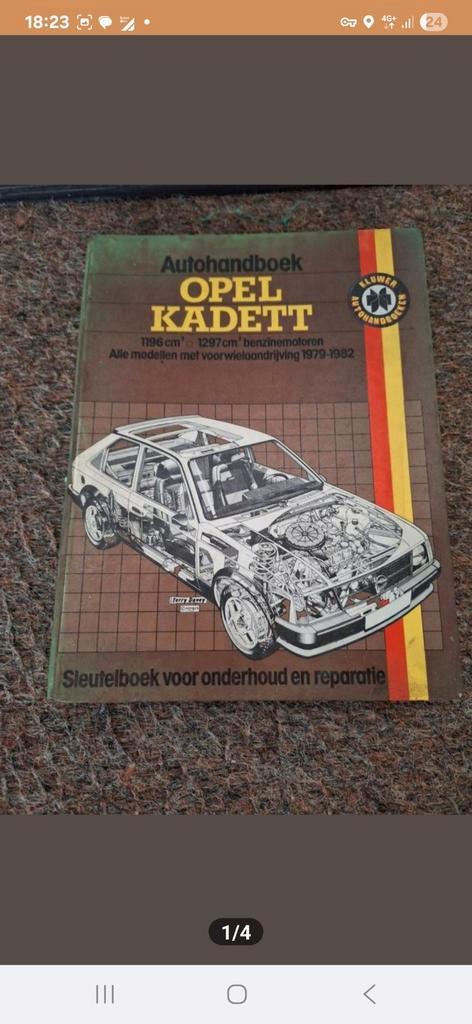 18:23
4G+
24
Autohandboek
OPEL
KADETT
KLUWER
AUTOHANDBOEKEN
1196 cm³ □ 1297 cm³ benzinemotoren
Alle modellen met voorwielaandrijving 1979-1982
Terry Davey
Sleutelboek voor onderhoud en reparatie
1/4